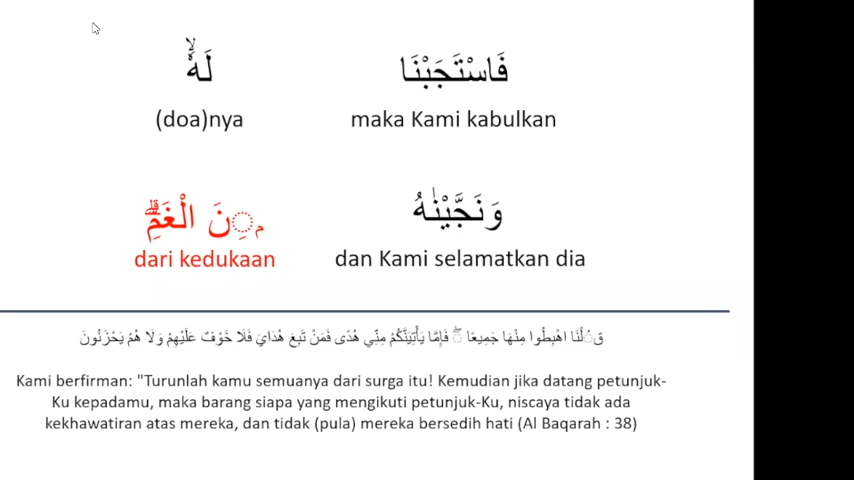 فَاسْتَجَبْنَا لَهٗۙ
maka Kami kabulkan (doa)nya
وَنَجَّيْنٰهُ مِنَ الْغَمِّۗ
dan Kami selamatkan dia dari kedukaan
قُلْنَا اهْبِطُوا مِنْهَا جَمِيعًا ۖ فَإِمَّا يَأْتِيَنَّكُمْ مِنِّي هُدًى فَمَنْ تَبِعَ هُدَايَ فَلَا خَوْفٌ عَلَيْهِمْ وَلَا هُمْ يَحْزَنُونَ
Kami berfirman: "Turunlah kamu semuanya dari surga itu! Kemudian jika datang petunjuk-
Ku kepadamu, maka barang siapa yang mengikuti petunjuk-Ku, niscaya tidak ada
kekhawatiran atas mereka, dan tidak (pula) mereka bersedih hati (Al Baqarah : 38)